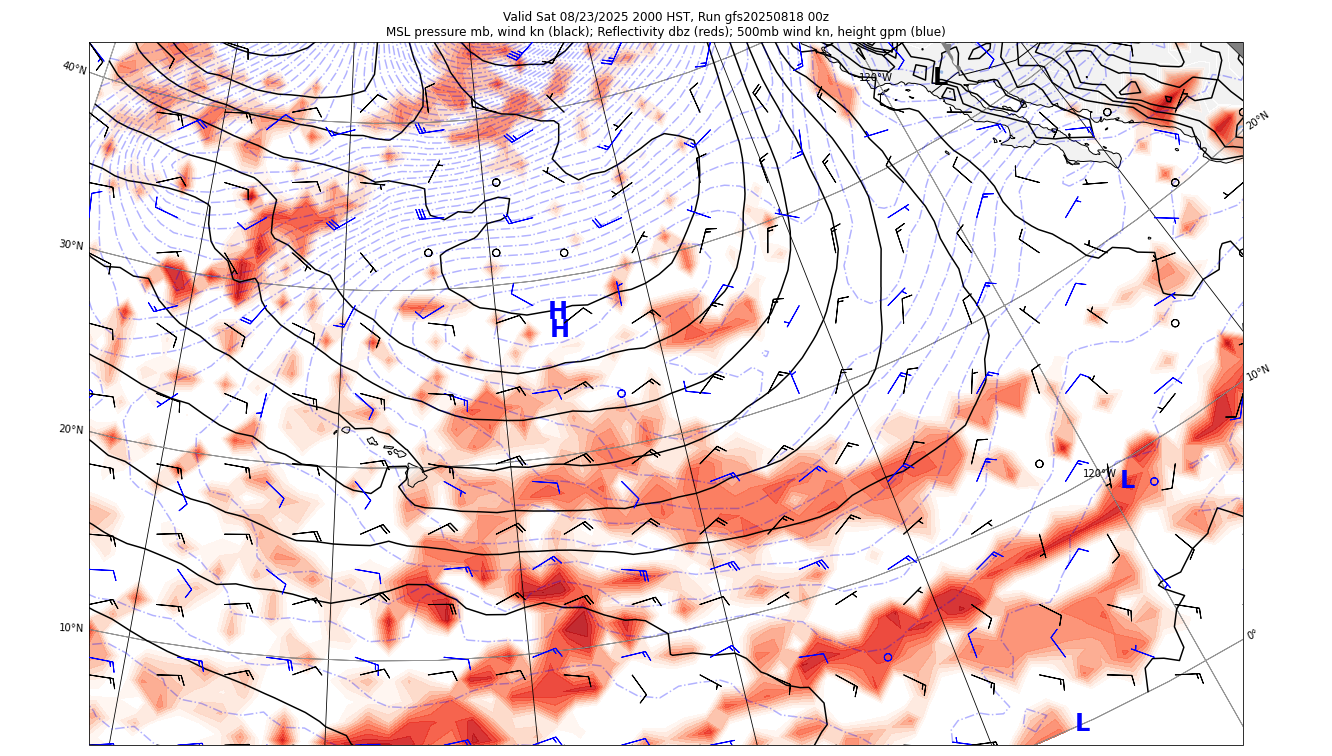 Valid Sat 08/23/2025 2000 HST, Run gfs20250818 00z
MSL pressure mb, wind kn (black); Reflectivity dbz (reds); 500mb wind kn, height gpm (blue)
40°N
120°W
L
20°N
30°N
H
H
10°N
20°N
120°W
L
10°N
0°
L